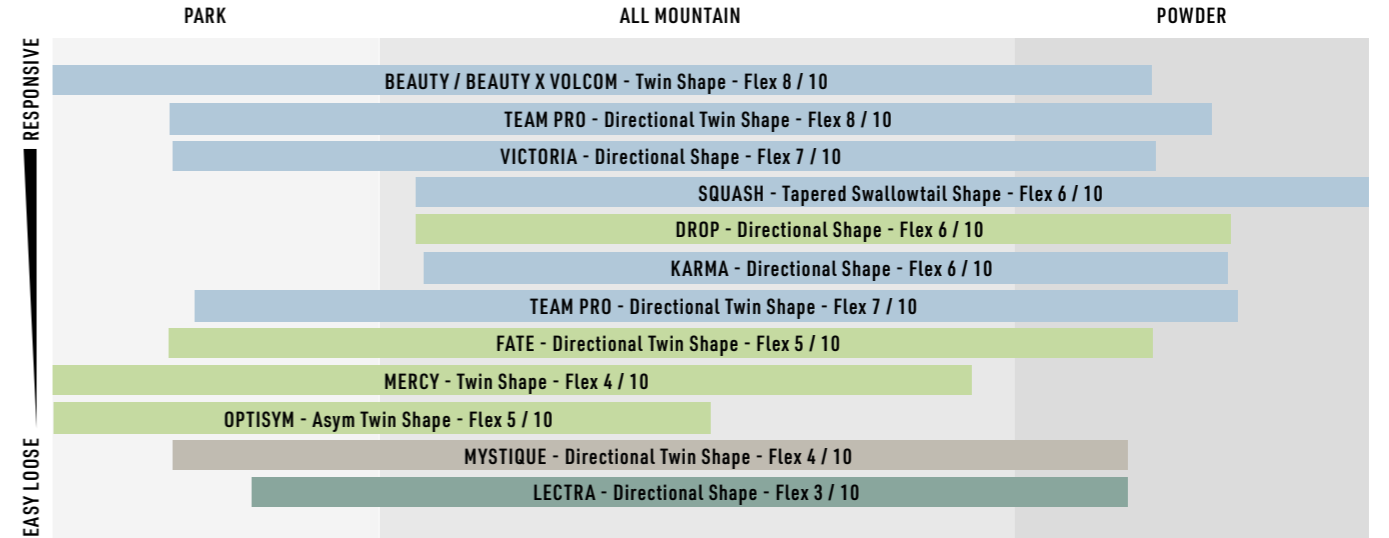 PARK ALL MOUNTAIN POWDER
RESPONSIVE
BEAUTY / BEAUTY X VOLCOM - Twin Shape - Flex 8 / 10
TEAM PRO - Directional Twin Shape - Flex 8 / 10
VICTORIA - Directional Shape - Flex 7 / 10
SQUASH - Tapered Swallowtail Shape - Flex 6 / 10
DROP - Directional Shape - Flex 6 / 10
KARMA - Directional Shape - Flex 6 / 10
TEAM PRO - Directional Twin Shape - Flex 7 / 10
FATE - Directional Twin Shape - Flex 5 / 10
MERCY - Twin Shape - Flex 4 / 10
OPTISYM - Asym Twin Shape - Flex 5 / 10
MYSTIQUE - Directional Twin Shape - Flex 4 / 10
LECTRA - Directional Shape - Flex 3 / 10
EASY LOOSE